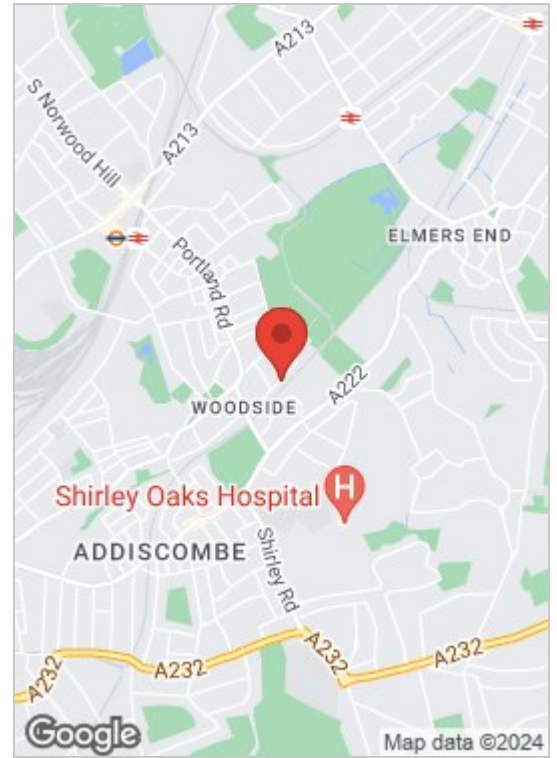 A213
S Norwood Hill
A213
Portland Rd
ELMERS END
A222
WOODSIDE
Shirley Oaks Hospital
H
ADDISCOMBE
Shirley Rd
A232
A232
A232
A232
Google
Map data ©2024